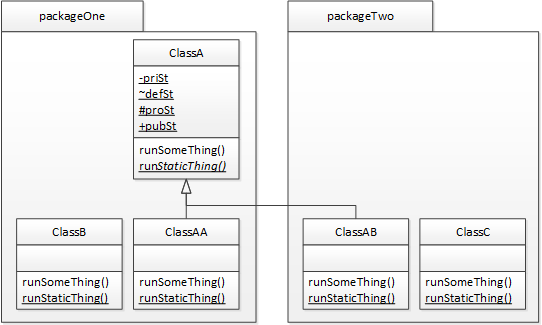 packageOne
packageTwo
ClassA
-priSt
~defSt
#proSt
+pubSt
runSomeThing()
runStaticThing()
ClassB
runSomeThing()
runStaticThing()
ClassAA
runSomeThing()
runStaticThing()
ClassAB
runSomeThing()
runStaticThing()
ClassC
runSomeThing()
runStaticThing()